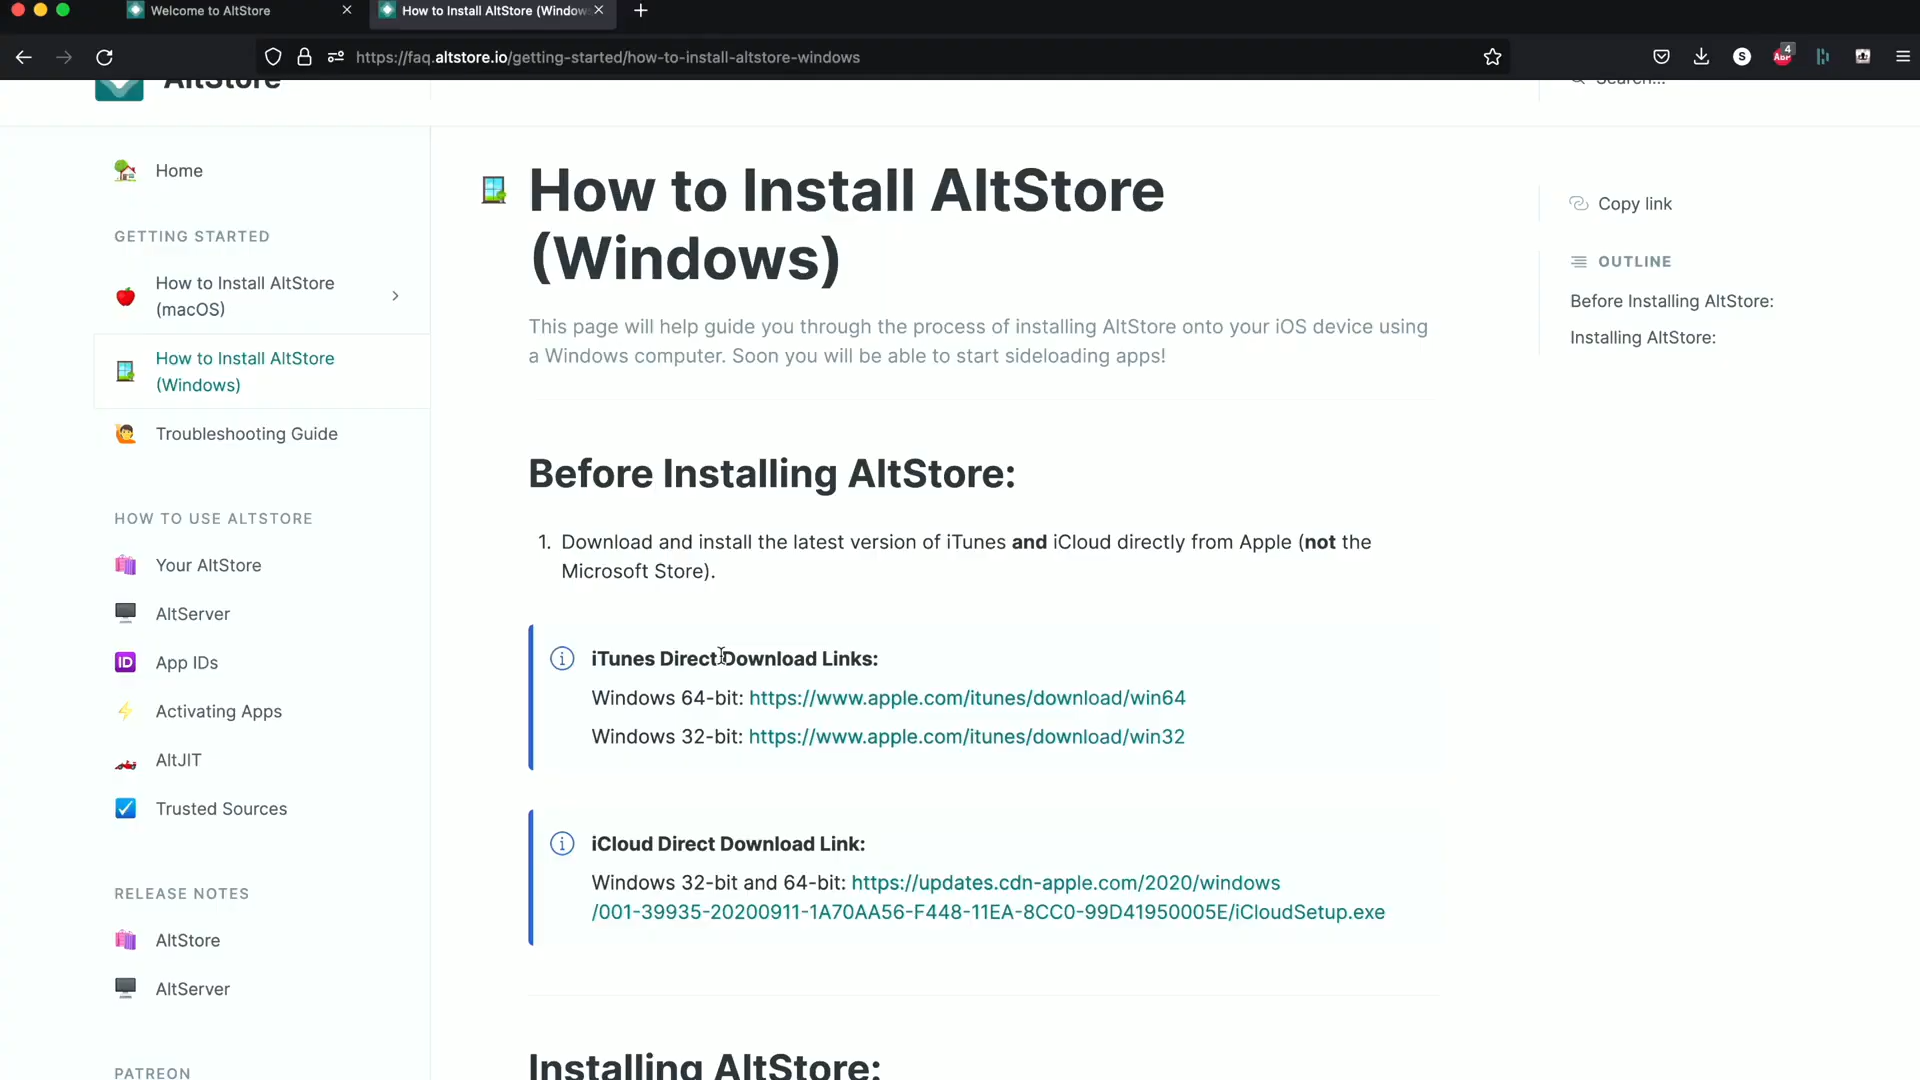 Welcome to AltStore
How to Install AltStore (Window
https://faq.altstore.io/getting-started/how-to-install-altstore-windows
S
ABP
4
AltStore
Search...
Home
GETTING STARTED
How to Install AltStore
(macOS)
How to Install AltStore
(Windows)
Troubleshooting Guide
HOW TO USE ALTSTORE
Your AltStore
AltServer
ID
App IDs
Activating Apps
AltJIT
Trusted Sources
RELEASE NOTES
AltStore
AltServer
PATREON
How to Install AltStore
(Windows)
This page will help guide you through the process of installing AltStore onto your iOS device using
a Windows computer. Soon you will be able to start sideloading apps!
Before Installing AltStore:
1. Download and install the latest version of iTunes and iCloud directly from Apple (not the
Microsoft Store).
iTunes Direct Download Links:
Windows 64-bit: https://www.apple.com/itunes/download/win64
Windows 32-bit: https://www.apple.com/itunes/download/win32
iCloud Direct Download Link:
Windows 32-bit and 64-bit: https://updates.cdn-apple.com/2020/windows
/001-39935-20200911-1A70AA56-F448-11EA-8CC0-99D41950005E/iCloudSetup.exe
Installing AltStore:
Copy link
OUTLINE
Before Installing AltStore:
Installing AltStore: